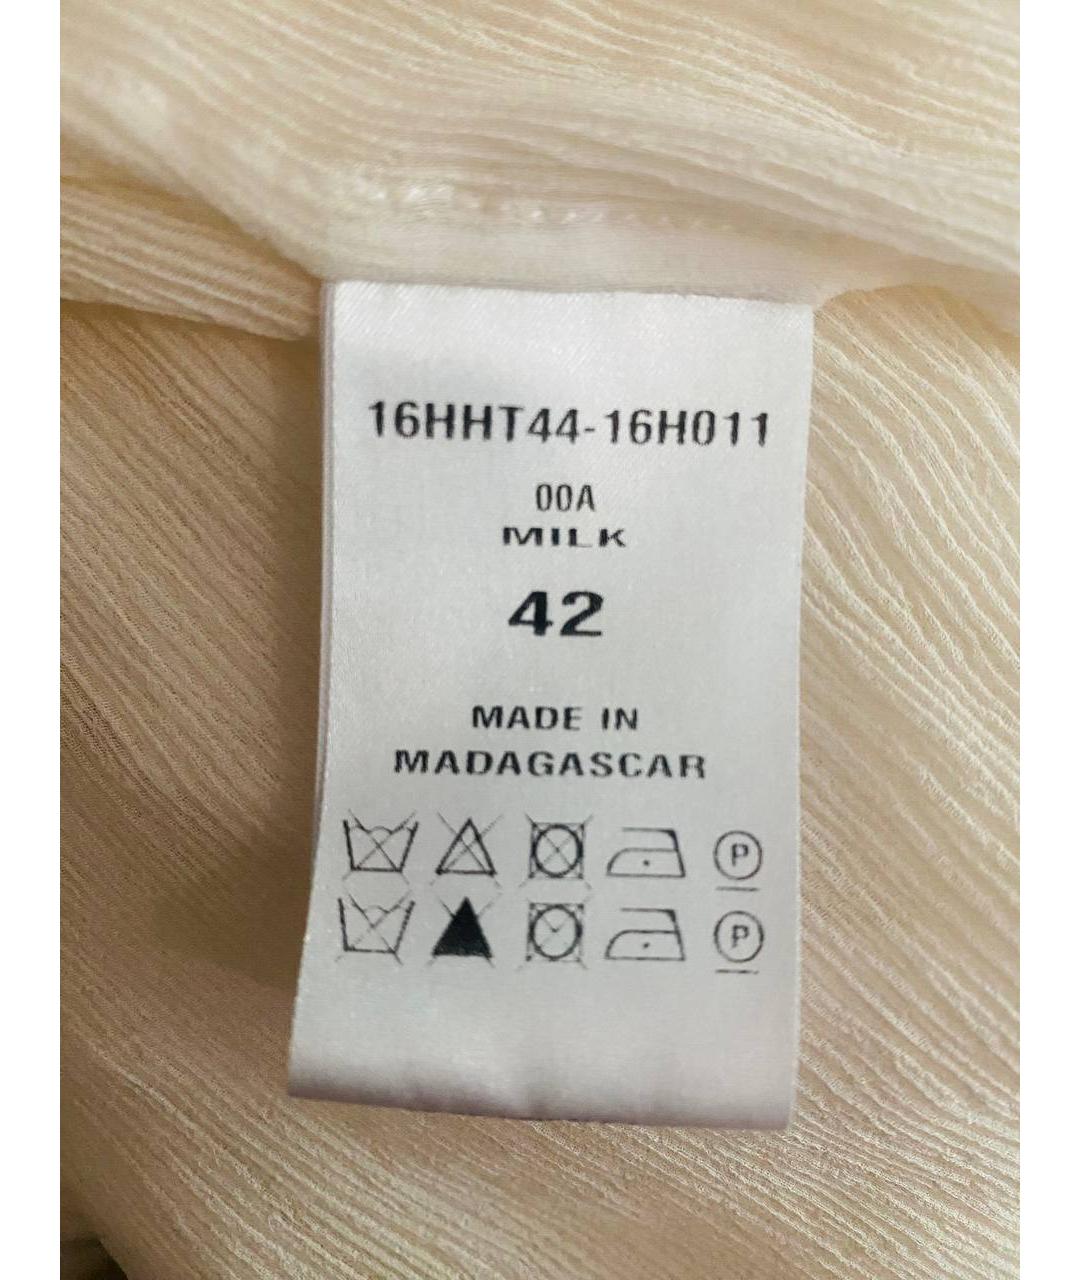 16HHT44-16H011
00A
MILK
42
MADE IN
MADAGASCAR
P
P